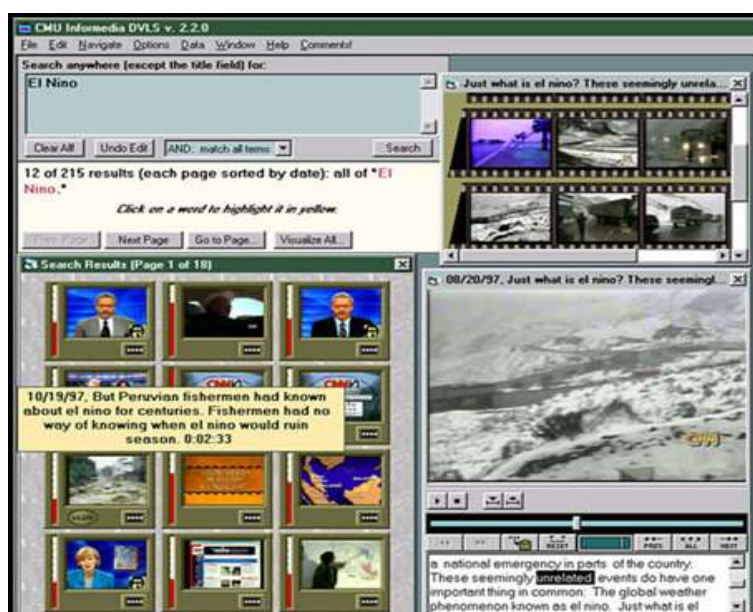 CMU Informedia DVLS v. 2.2.0
File Edit Navigate Options Data Window Help Comments!
Search anywhere (except the title field) for:
El Nino
Clear All! Undo Edit AND: match all terms Search
12 of 215 results (each page sorted by date): all of "El
Nino."
Click on a word to highlight it in yellow.
Prev Page Next Page Go to Page... Visualize All...
Just what is el nino? These seemingly unrela...
Search Results (Page 1 of 18)
10/19/97, But Peruvian fishermen had known
about el nino for centuries. Fishermen had no
way of knowing when el nino would ruin
season. 0:02:33
08/20/97, Just what is el nino? These seemingl...
CNN
RESET PREV ALL NEXT
a national emergency in parts of the country.
These seemingly unrelated events do have one
important thing in common: The global weather
phenomenon known as el nino. Just what is el